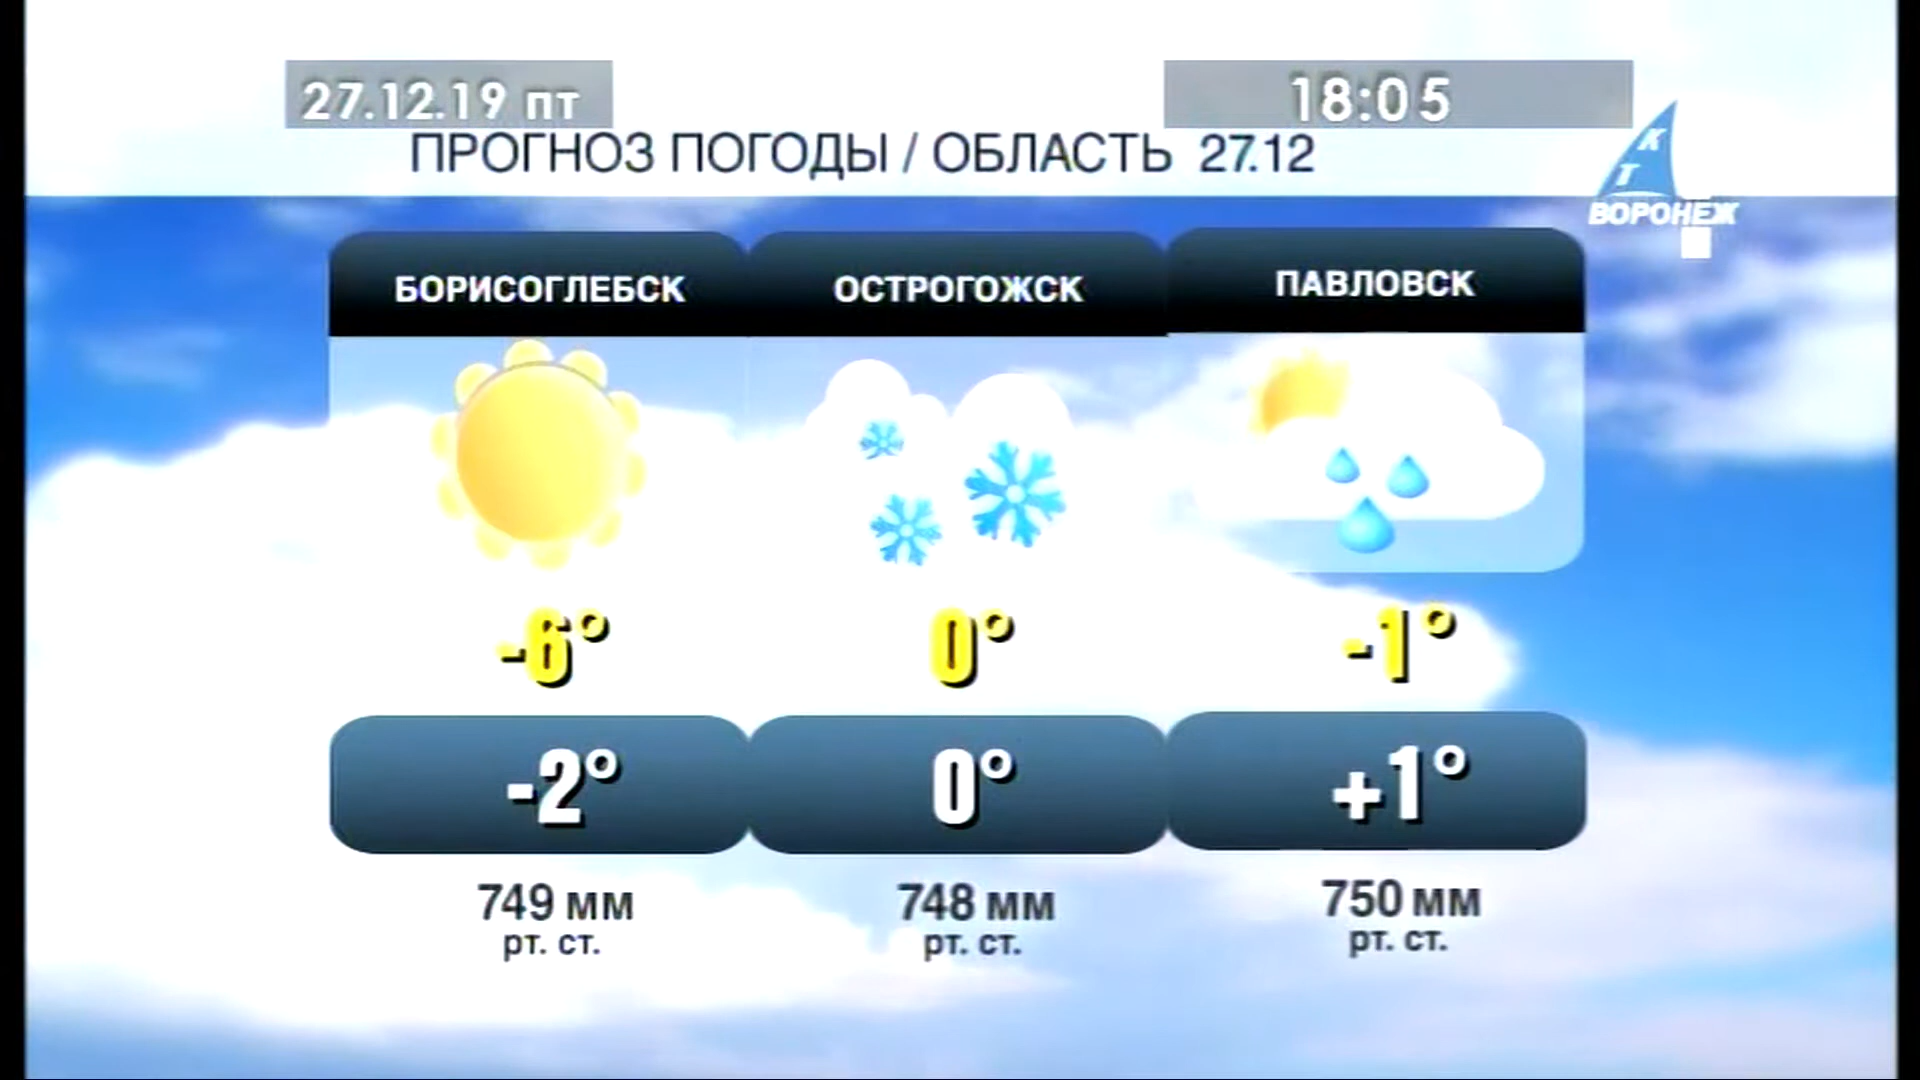 27.12.19 пт
18:05
ПРОГНОЗ ПОГОДЫ / ОБЛАСТЬ 27.12
К
Т
ВОРОНЕЖ
БОРИСОГЛЕБСК
ОСТРОГОЖСК
ПАВЛОВСК
-6°
0°
-1°
-2°
0°
+1°
749 мм
рт. ст.
748 мм
рт. ст.
750 мм
рт. ст.